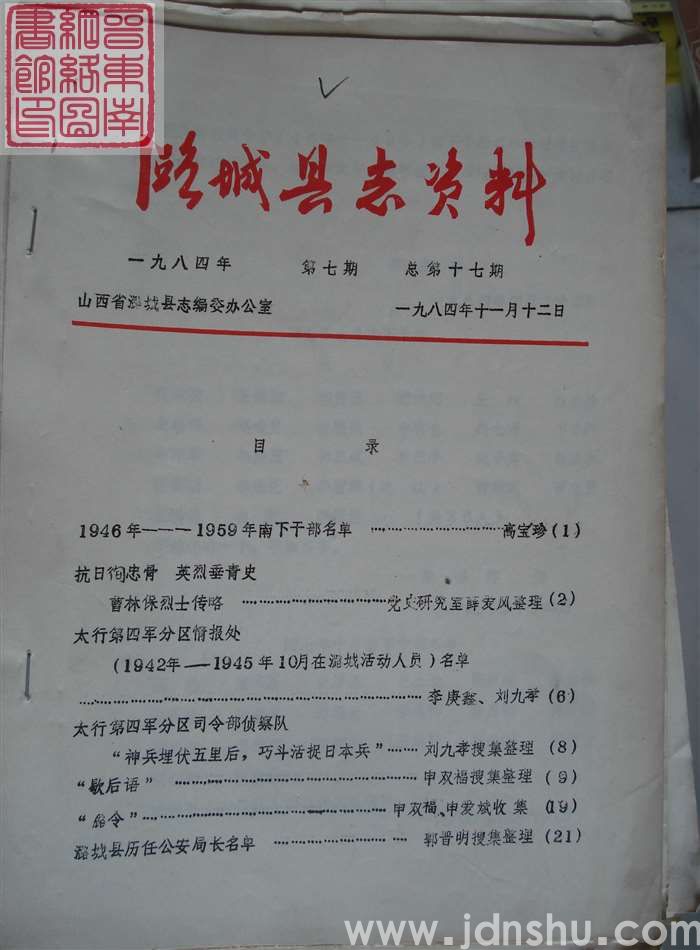 晋东南
網絡圖
書館印
潞城县志资料
一九八四年 第七期 总第十七期
山西省潞城县志编委办公室 一九八四年十一月十二日
目 录
1946年———1959年南下干部名单 ………………………高宝珍(1)
抗日徇忠骨 英烈垂青史
曹林保烈士传略 ………………………党史研究室 爱凤整理(2)
太行第四军分区情报处
(1942年—1945年10月在潞城活动人员)名单
………………………………………………李庚鑫、刘九孝(6)
太行第四军分区司令部侦察队
“神兵埋伏五里后，巧斗活捉日本兵”……刘九孝搜集整理(8)
“歇后语” ………………………………………申双福搜集整理(9)
“ 令”………………………………………申双福、申发斌收集(19)
潞城县历任公安局长名单 ……………………郭晋明搜集整理(21)
www.jdnshu.com